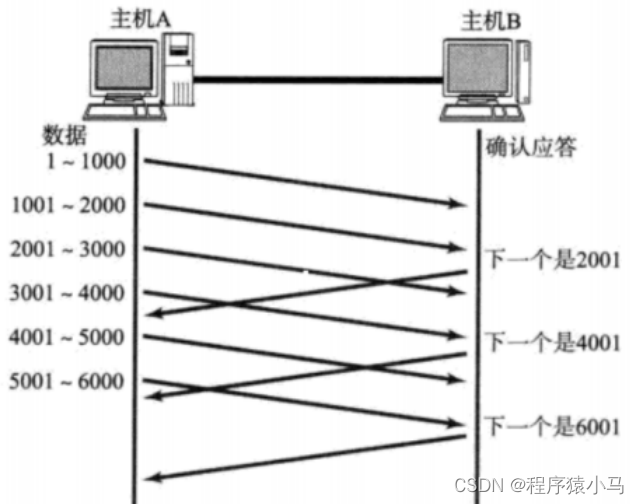 主机A
主机B
数据
确认应答
1 ~ 1000
1001 ~ 2000
2001 ~ 3000
下一个是2001
3001 ~ 4000
4001 ~ 5000
下一个是4001
5001 ~ 6000
下一个是6001
CSDN @程序猿小马